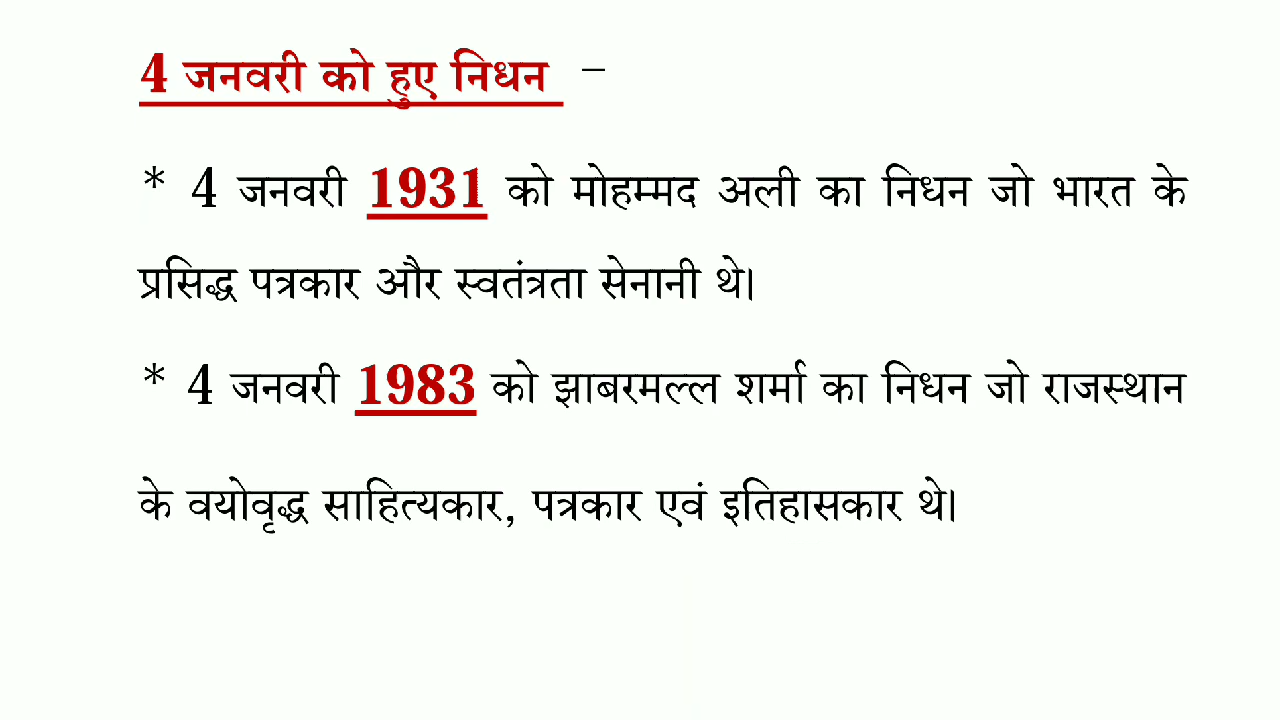 4 जनवरी को हुए निधन –
* 4 जनवरी 1931 को मोहम्मद अली का निधन जो भारत के
प्रसिद्ध पत्रकार और स्वतंत्रता सेनानी थे।
* 4 जनवरी 1983 को झाबरमल्ल शर्मा का निधन जो राजस्थान
के वयोवृद्ध साहित्यकार, पत्रकार एवं इतिहासकार थे।